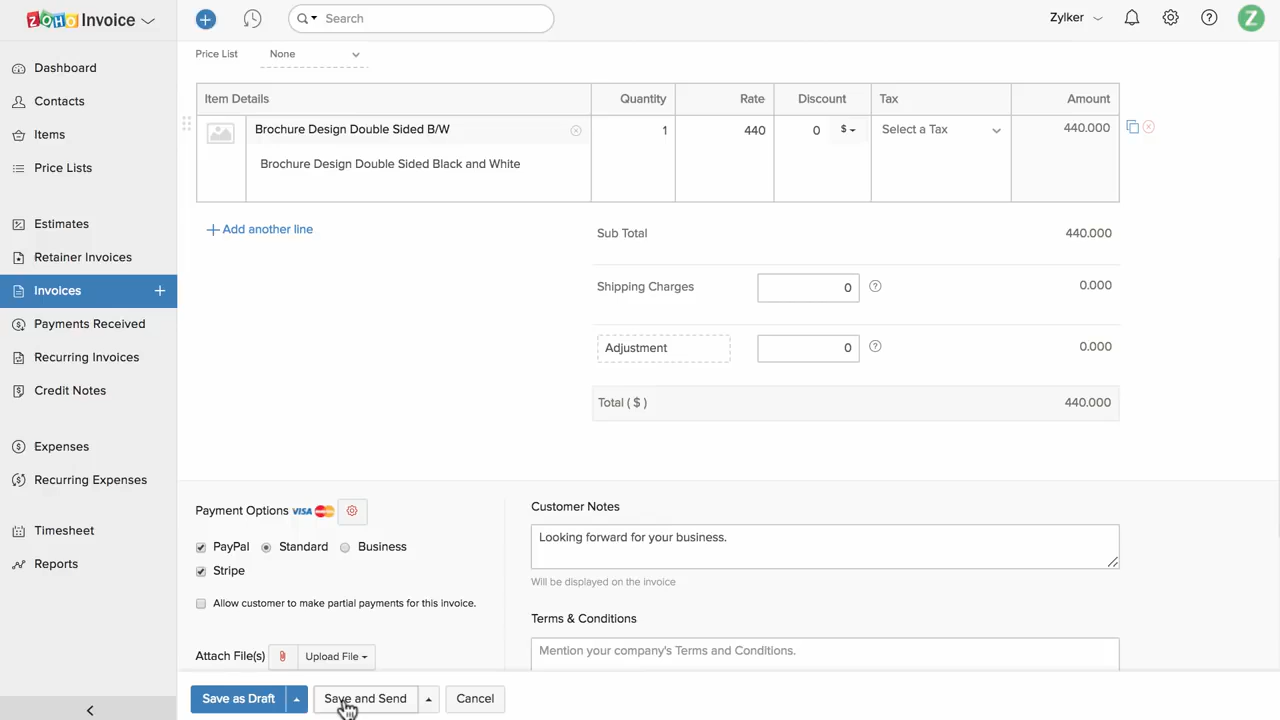 ZOHO Invoice
Search
Zylker
Z
Dashboard
Contacts
Items
Price Lists
Estimates
Retainer Invoices
Invoices
Payments Received
Recurring Invoices
Credit Notes
Expenses
Recurring Expenses
Timesheet
Reports
Price List None
Item Details Quantity Rate Discount Tax Amount
Brochure Design Double Sided B/W 1 440 0 $ Select a Tax 440.000
Brochure Design Double Sided Black and White
Add another line
Sub Total 440.000
Shipping Charges 0 0.000
Adjustment 0 0.000
Total ( $ ) 440.000
Payment Options VISA
PayPal Standard Business
Stripe
Allow customer to make partial payments for this invoice.
Attach File(s) Upload File
Customer Notes
Looking forward for your business.
Will be displayed on the invoice
Terms & Conditions
Mention your company's Terms and Conditions.
Save as Draft Save and Send Cancel